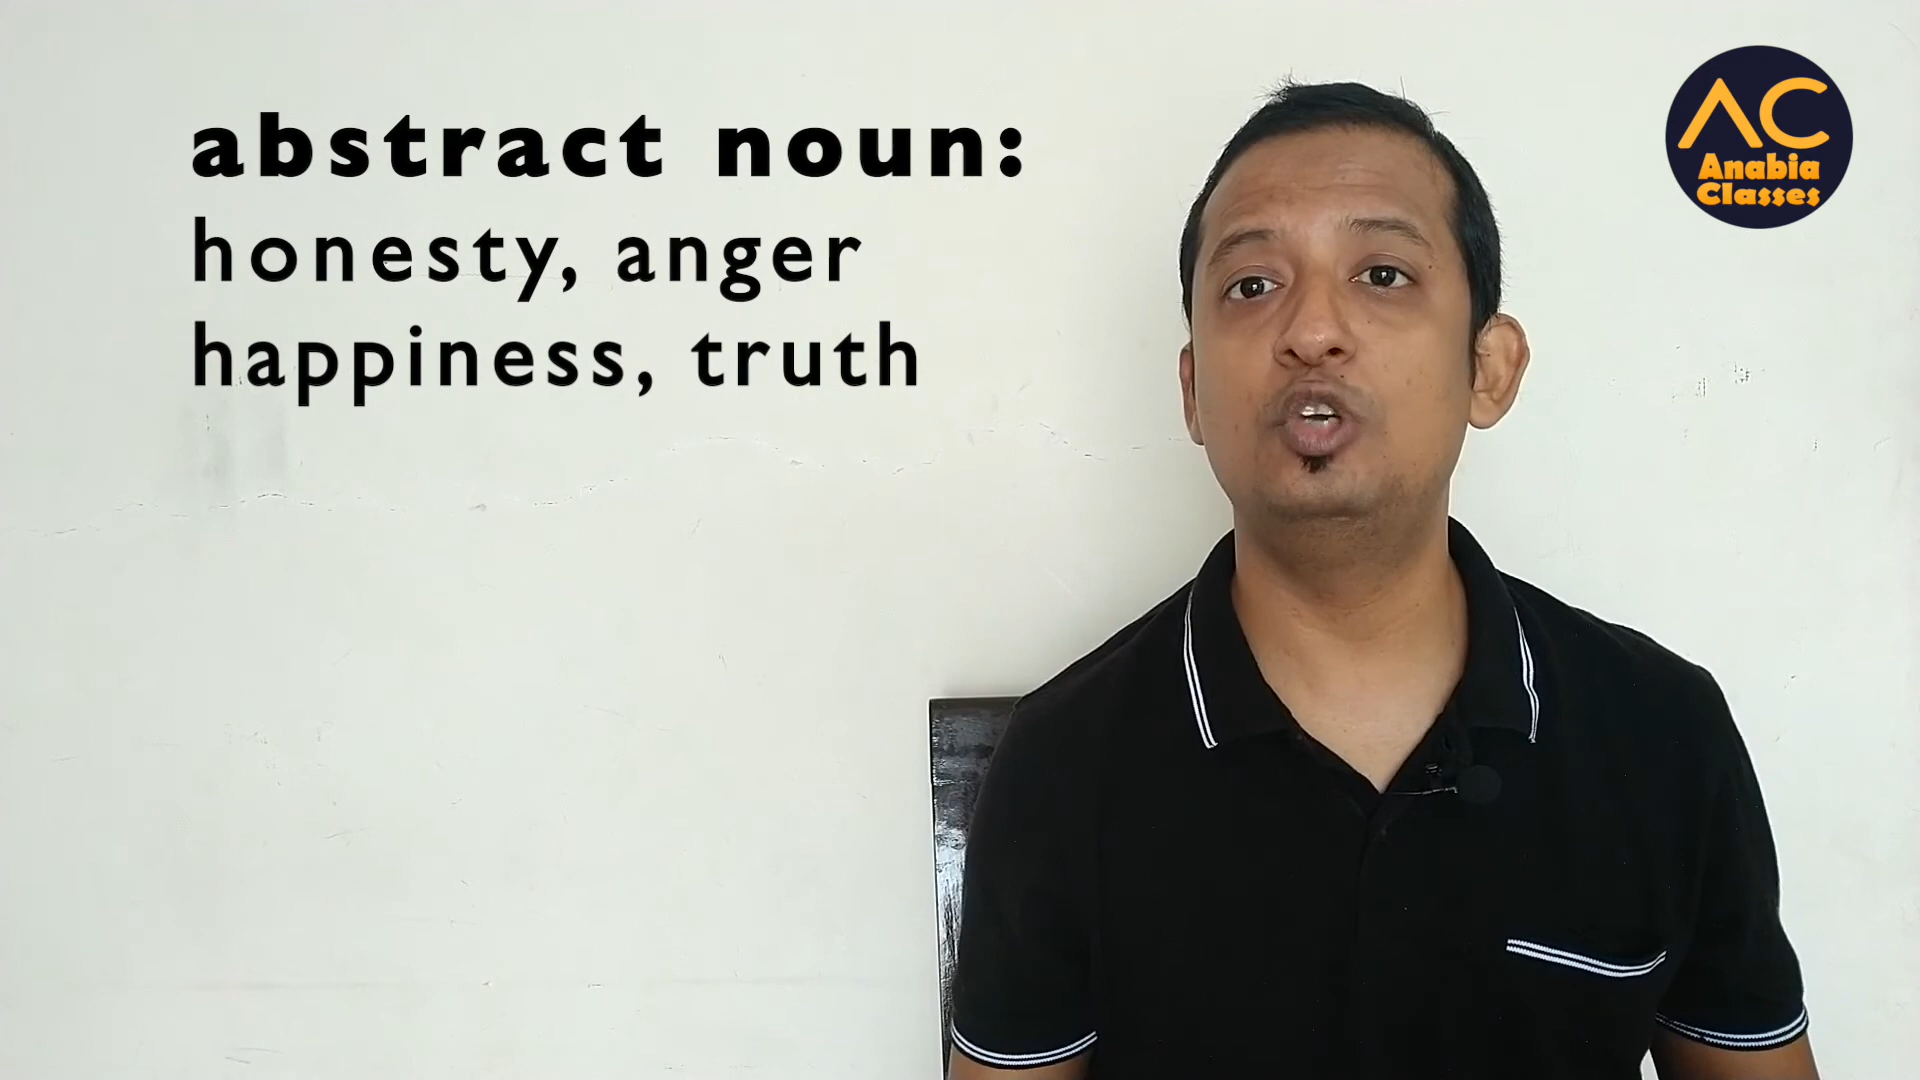 abstract noun:
honesty, anger
happiness, truth
AC
Anabia
Classes